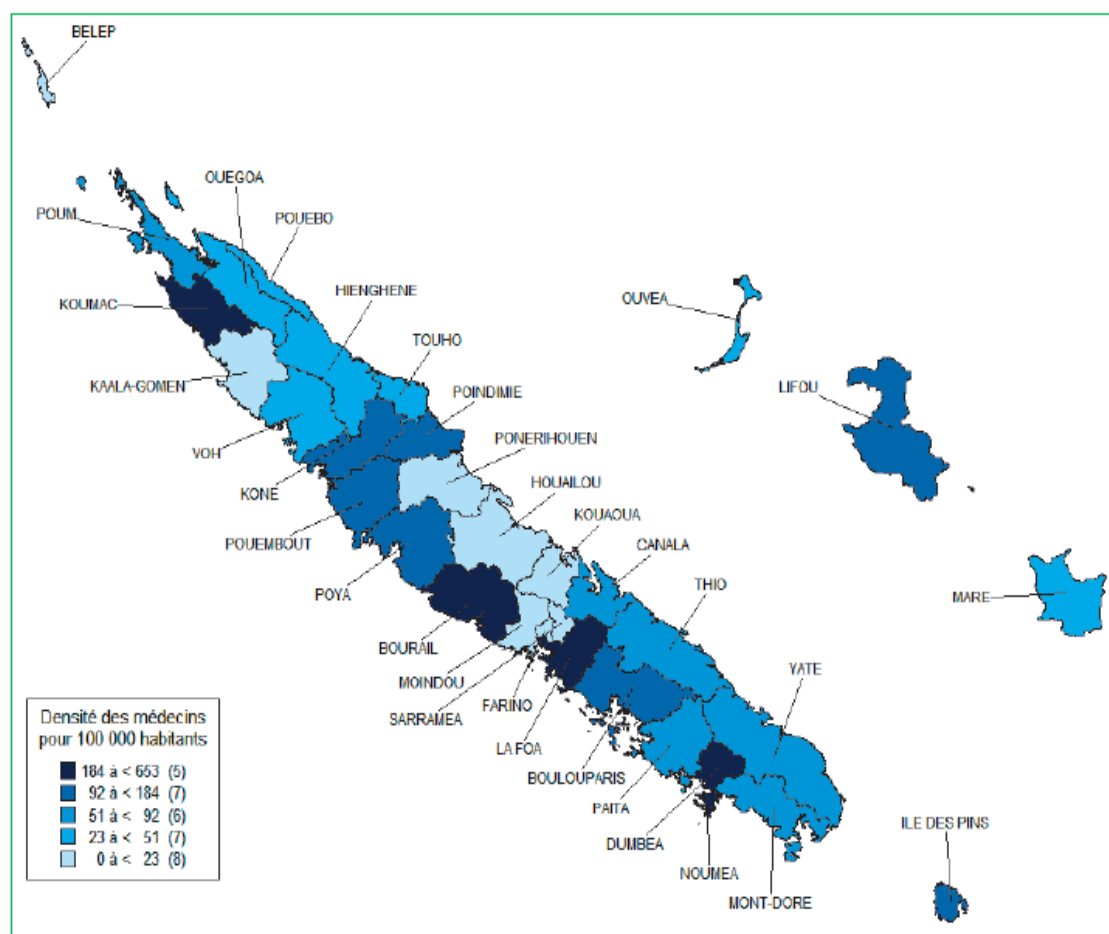 BELEP
OUEGOA
POUM
POUEBO
HIENGHENE
KOUMAC
OUVEA
TOUHO
LIFOU
KAALA-GOMEN
POINDIMIE
PONERIHOUEN
VOH
HOUAILOU
KONE
KOUAOUA
POUEMBOUT
CANALA
THIO
POYA
MARE
BOURAIL
YATE
MOINDOU
FARINO
SARRAMEA
LA FOA
BOULOUPARIS
PAITA
ILE DES PINS
DUMBEA
NOUMEA
MONT-DORE
Densité des médecins
pour 100 000 habitants
184 à < 653 (5)
92 à < 184 (7)
51 à < 92 (6)
23 à < 51 (7)
0 à < 23 (8)